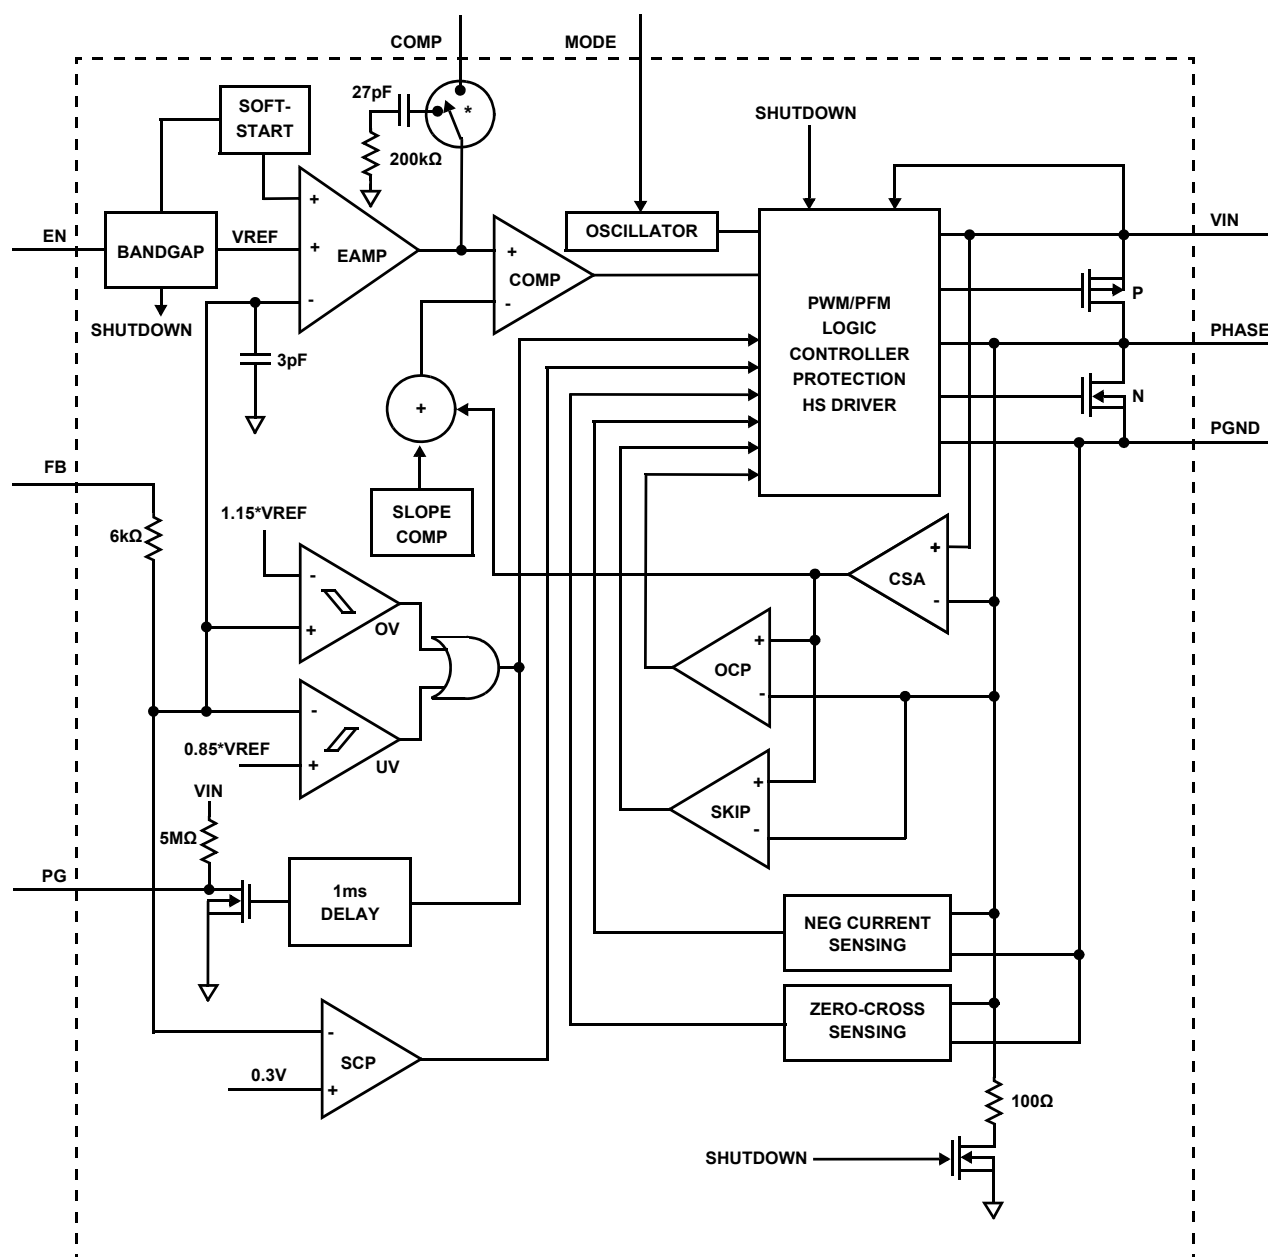 COMP
MODE
27pF
*
SOFT-
START
SHUTDOWN
200kΩ
EN
BANDGAP
VREF
+
+
-
EAMP
SHUTDOWN
3pF
+
-
COMP
OSCILLATOR
PWM/PFM
LOGIC
CONTROLLER
PROTECTION
HS DRIVER
VIN
P
PHASE
N
PGND
+
SLOPE
COMP
FB
6kΩ
1.15*VREF
-
+
OV
-
+
UV
0.85*VREF
+
-
CSA
+
-
OCP
+
-
SKIP
VIN
5MΩ
PG
1ms
DELAY
NEG CURRENT
SENSING
ZERO-CROSS
SENSING
-
+
SCP
0.3V
100Ω
SHUTDOWN